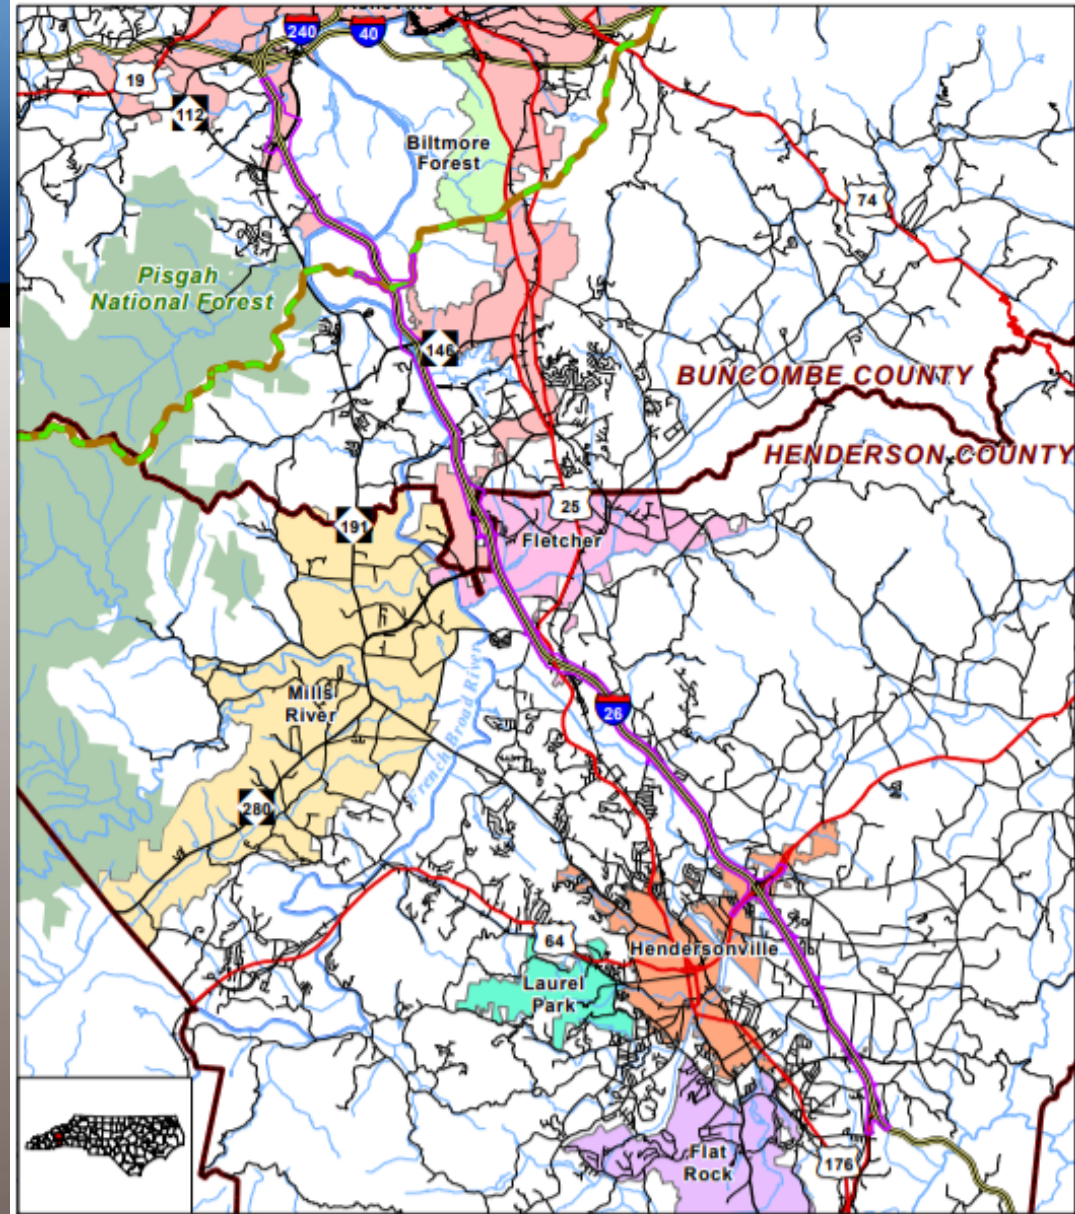 240
40
19
112
Biltmore
Forest
74
Pisgah
National Forest
146
BUNCOMBE COUNTY
HENDERSON COUNTY
25
191
Fletcher
Mills
River
French Broad River
26
280
64
Hendersonville
Laurel
Park
Flat
Rock
176